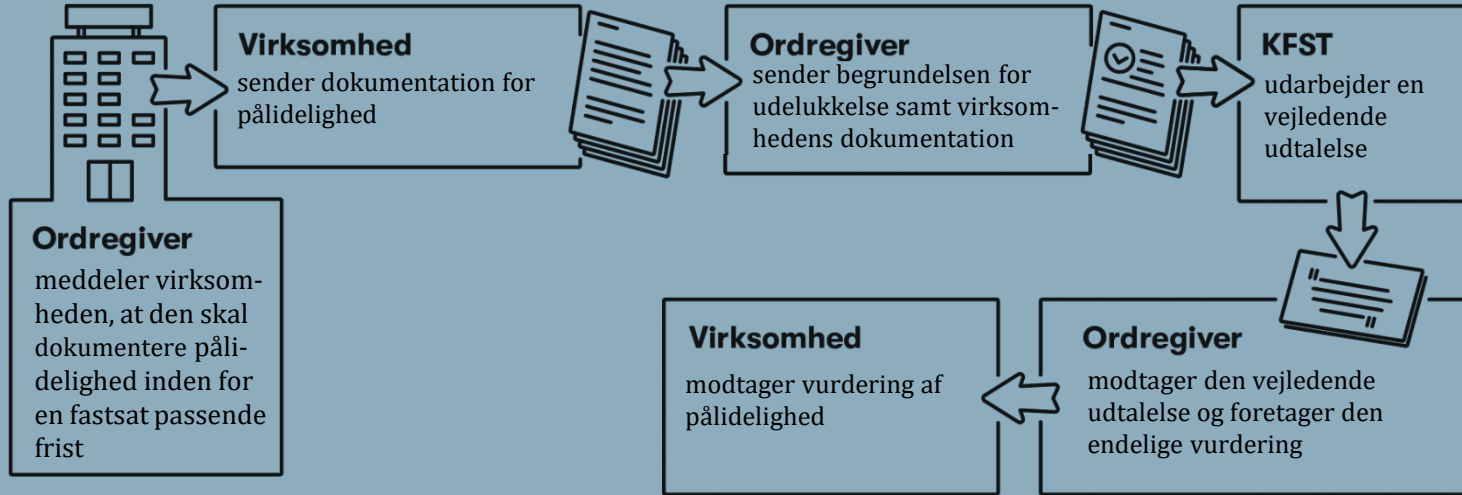 Ordregiver
meddeler virksom-
heden, at den skal
dokumentere påli-
delighed inden for
en fastsat passende
frist
Virksomhed
sender dokumentation for
pålidelighed
Ordregiver
sender begrundelsen for
udelukkelse samt virksom-
hedens dokumentation
KFST
udarbejder en
vejledende
udtalelse
Ordregiver
modtager den vejledende
udtalelse og foretager den
endelige vurdering
Virksomhed
modtager vurdering af
pålidelighed